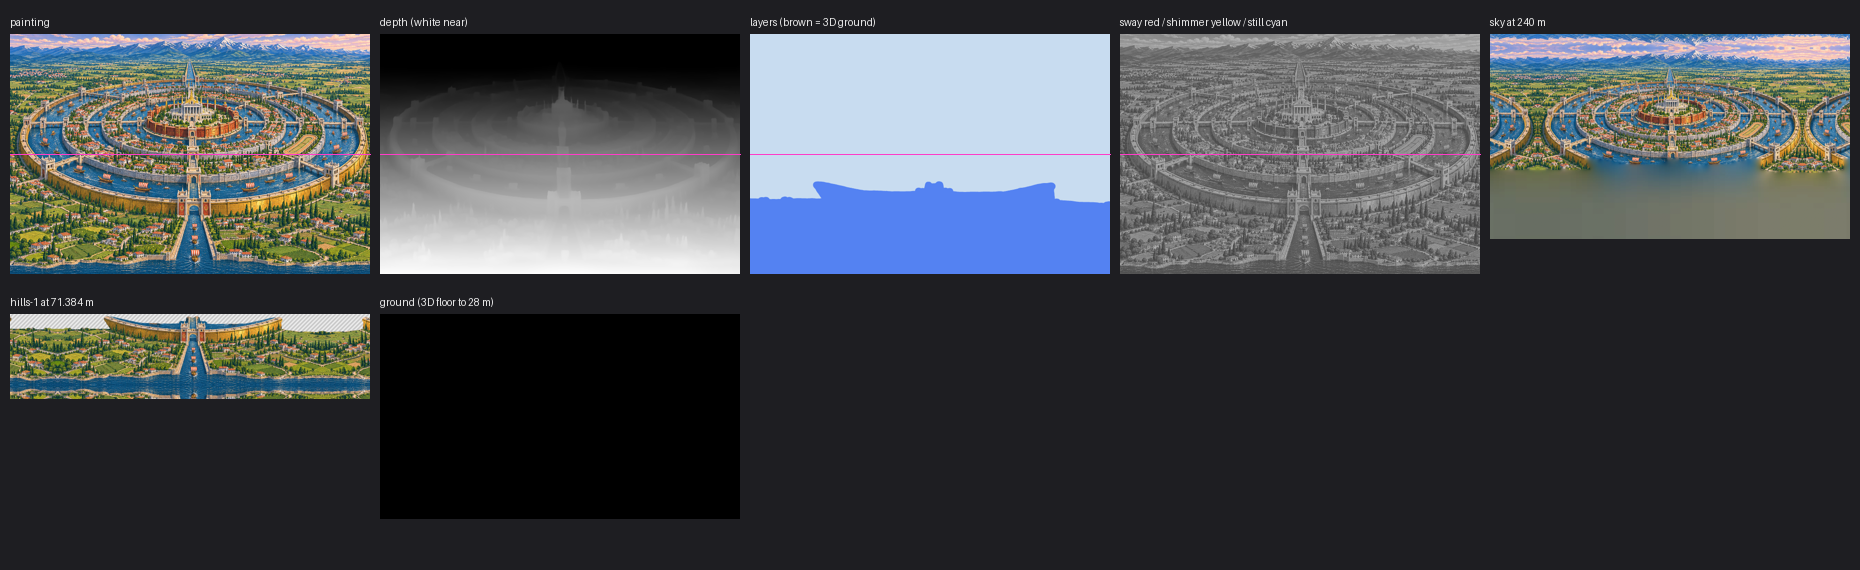 painting
depth (white near)
layers (brown = 3D ground)
sway red / shimmer yellow / still cyan
sky at 240 m
hills-1 at 71.384 m
ground (3D floor to 28 m)